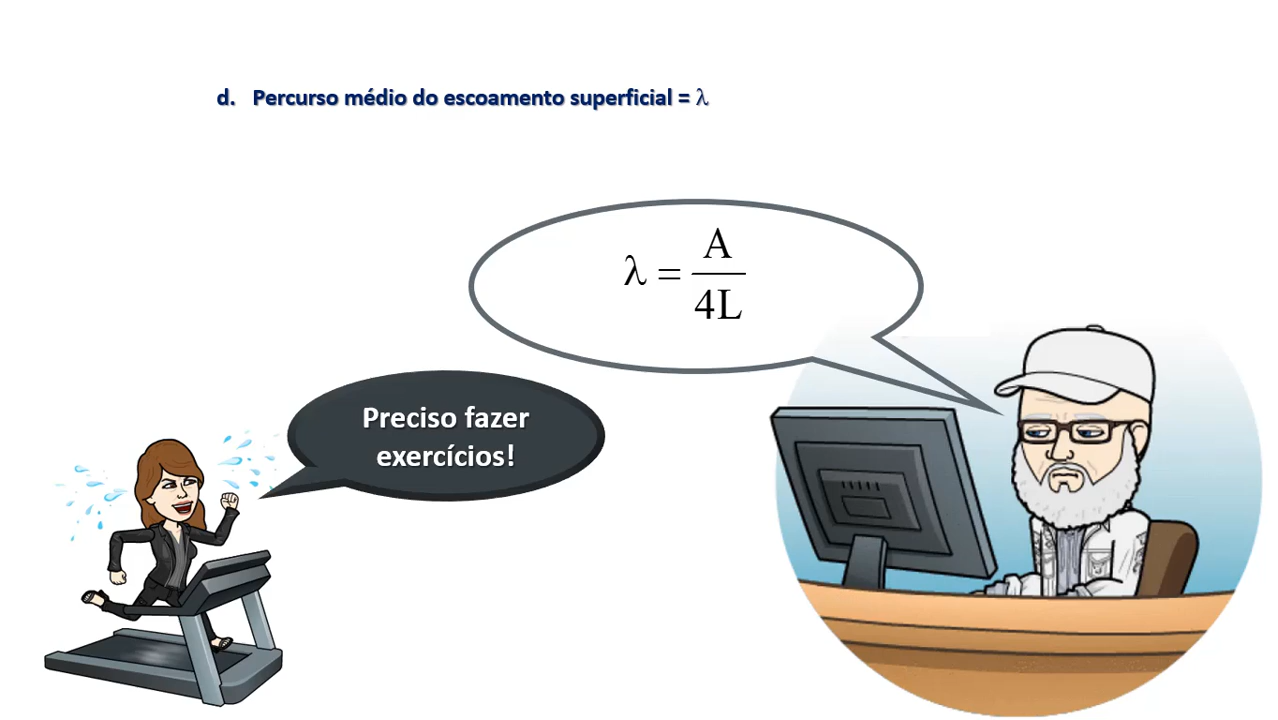 d. Percurso médio do escoamento superficial = λ
λ = A/4L
Preciso fazer
exercícios!